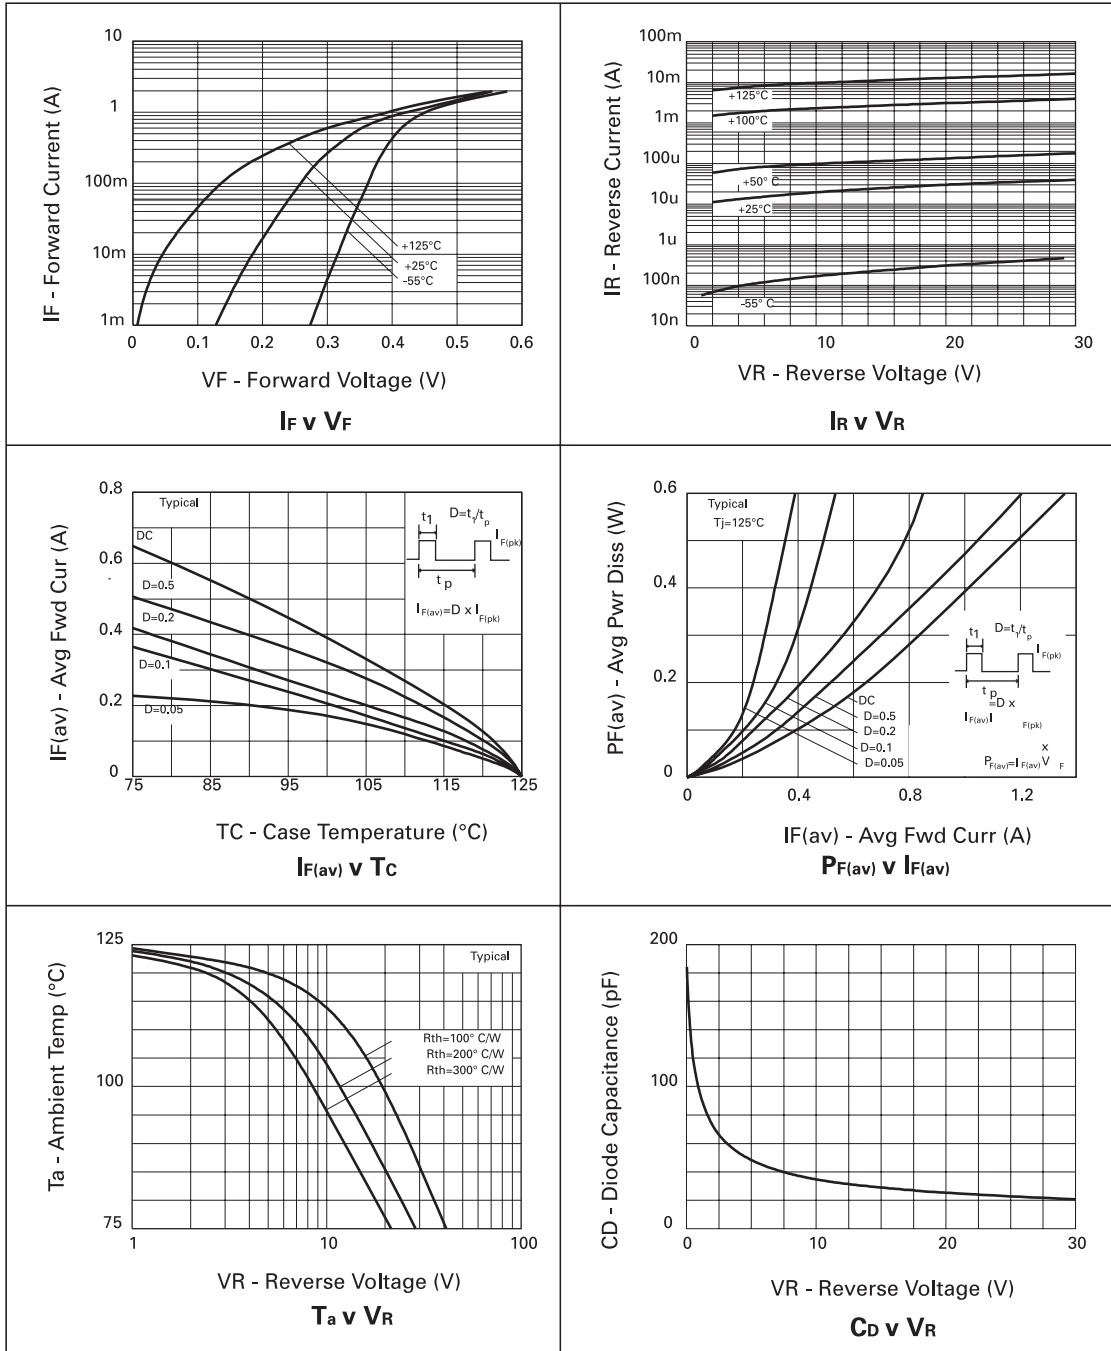 10
1
100m
10m
1m
+125°C
+25°C
-55°C
0 0.1 0.2 0.3 0.4 0.5 0.6
IF - Forward Current (A)
VF - Forward Voltage (V)
IF v VF
100m
10m
1m
100u
10u
1u
100n
10n
+125°C
+100°C
+50° C
+25°C
-55° C
0 10 20 30
IR - Reverse Current (A)
VR - Reverse Voltage (V)
IR v VR
0.8
0.6
0.4
0.2
0
Typical
DC
D=0.5
D=0.2
D=0.1
D=0.05
t1 D=t1/tp
IF(pk)
tp
IF(av)=D x IF(pk)
75 85 95 105 115 125
IF(av) - Avg Fwd Cur (A)
TC - Case Temperature (°C)
IF(av) v TC
0.6
0.4
0.2
0
Typical
Tj=125°C
DC
D=0.5
D=0.2
D=0.1
D=0.05
t1 D=t1/tp
IF(pk)
tp
=D x
IF(av)I
F(pk)
x
PF(av)=IF(av)V F
0 0.4 0.8 1.2
PF(av) - Avg Pwr Diss (W)
IF(av) - Avg Fwd Curr (A)
PF(av) v IF(av)
125
100
75
Typical
Rth=100° C/W
Rth=200° C/W
Rth=300° C/W
1 10 100
Ta - Ambient Temp (°C)
VR - Reverse Voltage (V)
Ta v VR
200
100
0
0 10 20 30
CD - Diode Capacitance (pF)
VR - Reverse Voltage (V)
CD v VR